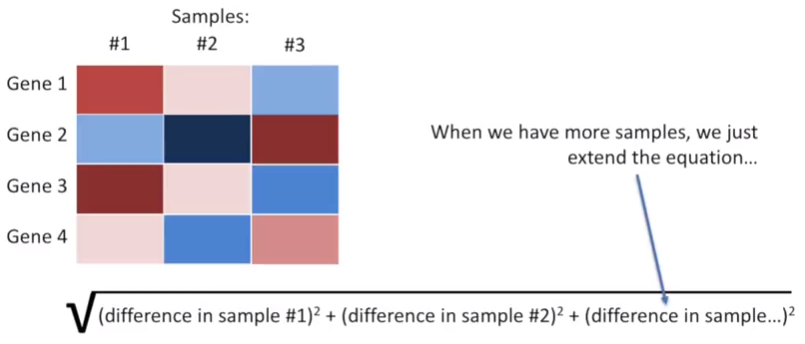 Samples:
#1 #2 #3
Gene 1
Gene 2
Gene 3
Gene 4
When we have more samples, we just
extend the equation...
√(difference in sample #1)² + (difference in sample #2)² + (difference in sample...)²